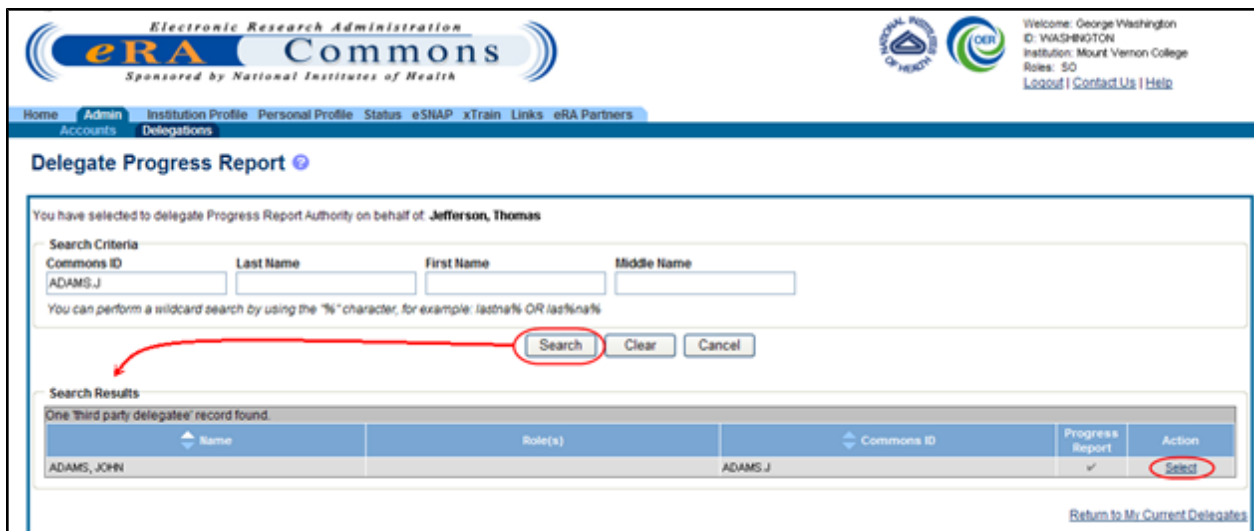 Electronic Research Administration
eRA Commons
Sponsored by National Institutes of Health
NATIONAL INSTITUTES OF HEALTH
OER
Welcome: George Washington
ID: WASHINGTON
Institution: Mount Vernon College
Roles: SO
Logout | Contact Us | Help
Home Admin Institution Profile Personal Profile Status eSNAP xTrain Links eRA Partners
Accounts Delegations
Delegate Progress Report ?
You have selected to delegate Progress Report Authority on behalf of: Jefferson, Thomas
Search Criteria
Commons ID Last Name First Name Middle Name
ADAMS.J
You can perform a wildcard search by using the "%" character, for example: lastna% OR las%na%
Search Clear Cancel
Search Results
One 'third party delegatee' record found.
Name Role(s) Commons ID Progress Report Action
ADAMS, JOHN ADAMS.J ✓ Select
Return to My Current Delegates